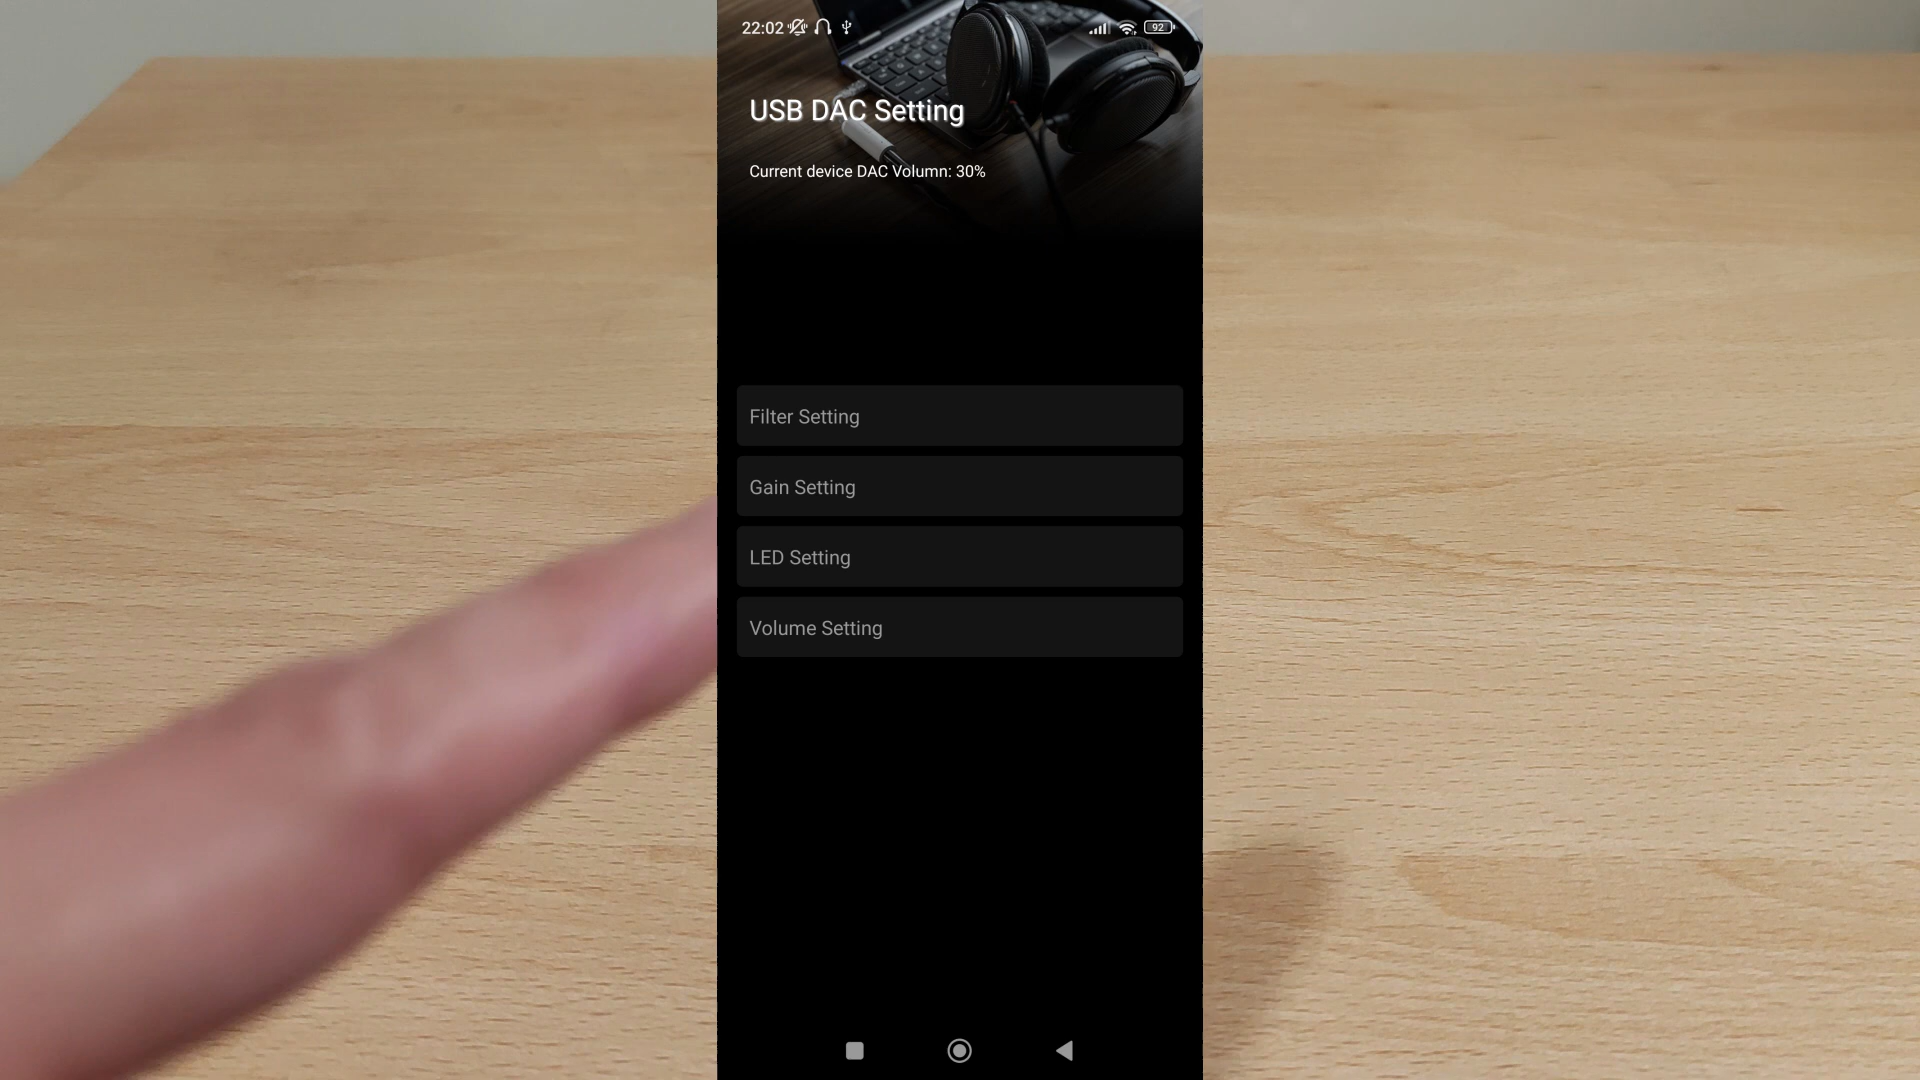 22:02
92
USB DAC Setting
Current device DAC Volumn: 30%
Filter Setting
Gain Setting
LED Setting
Volume Setting